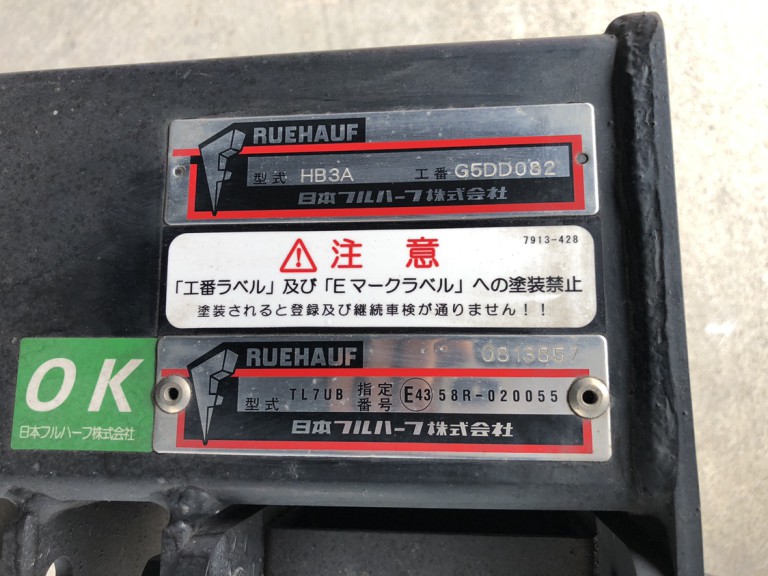 FRUEHAUF
型式 HB3A 工番 G5DD082
日本フルハーフ株式会社
注意 7913-428
「工番ラベル」及び「Eマークラベル」への塗装禁止
塗装されると登録及び継続車検が通りません!!
FRUEHAUF
型式 TL7UB 指定番号 E43 58R-020055
日本フルハーフ株式会社
OK
日本フルハーフ株式会社